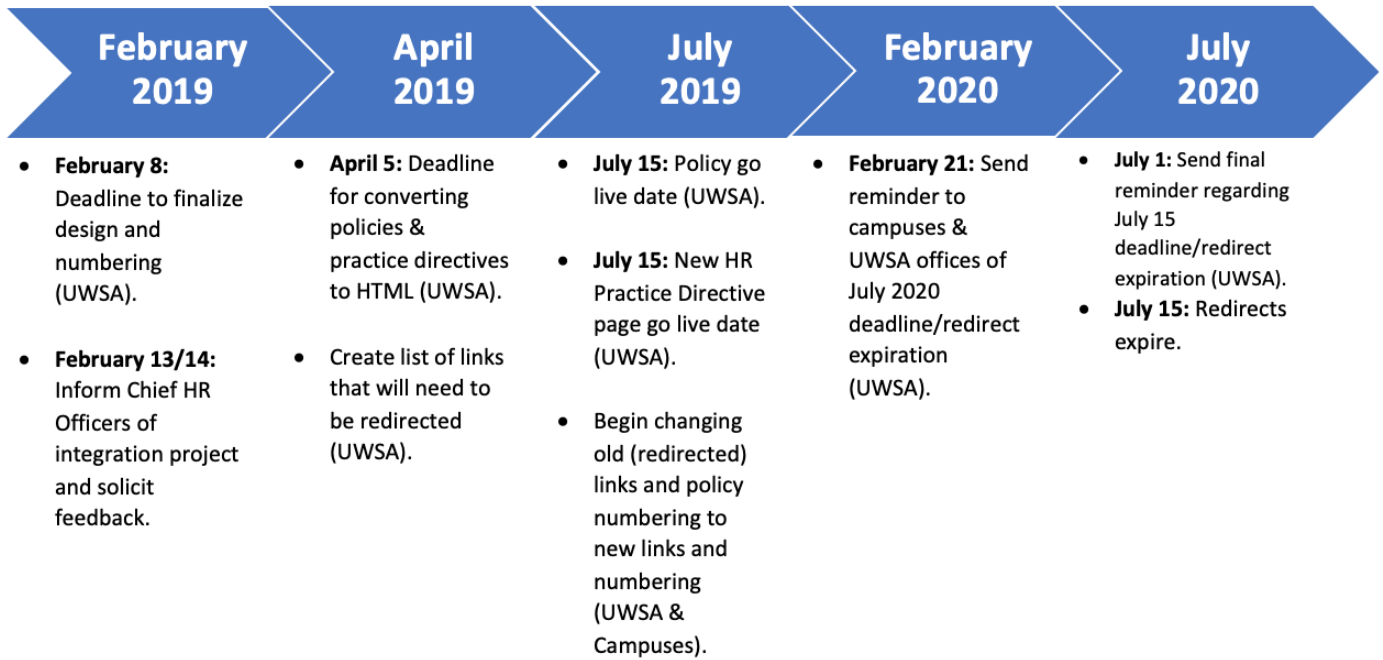 February
2019
April
2019
July
2019
February
2020
July
2020
• February 8:
Deadline to finalize
design and
numbering
(UWSA).
• February 13/14:
Inform Chief HR
Officers of
integration project
and solicit
feedback.
• April 5: Deadline
for converting
policies &
practice directives
to HTML (UWSA).
• Create list of links
that will need to
be redirected
(UWSA).
• July 15: Policy go
live date (UWSA).
• July 15: New HR
Practice Directive
page go live date
(UWSA).
• Begin changing
old (redirected)
links and policy
numbering to
new links and
numbering
(UWSA &
Campuses).
• February 21: Send
reminder to
campuses &
UWSA offices of
July 2020
deadline/redirect
expiration
(UWSA).
• July 1: Send final
reminder regarding
July 15
deadline/redirect
expiration (UWSA).
• July 15: Redirects
expire.